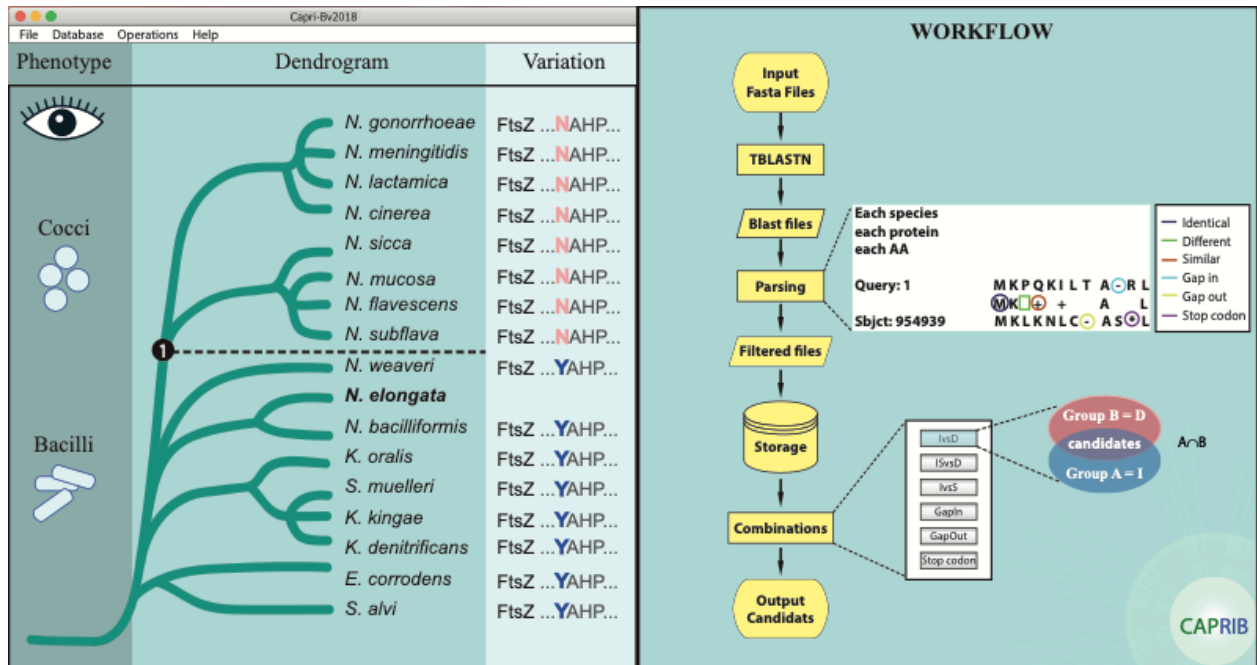 Capri-Bv2018
File Database Operations Help
Phenotype Dendrogram Variation
N. gonorrhoeae FtsZ ...NAHP...
N. meningitidis FtsZ ...NAHP...
N. lactamica FtsZ ...NAHP...
N. cinerea FtsZ ...NAHP...
Cocci
N. sicca FtsZ ...NAHP...
N. mucosa FtsZ ...NAHP...
N. flavescens FtsZ ...NAHP...
N. subflava FtsZ ...NAHP...
1
N. weaveri FtsZ ...YAHP...
N. elongata
N. bacilliformis FtsZ ...YAHP...
Bacilli
K. oralis FtsZ ...YAHP...
S. muelleri FtsZ ...YAHP...
K. kingae FtsZ ...YAHP...
K. denitrificans FtsZ ...YAHP...
E. corrodens FtsZ ...YAHP...
S. alvi FtsZ ...YAHP...
WORKFLOW
Input
Fasta Files
TBLASTN
Blast files
Parsing
Each species
each protein
each AA
Query: 1 M K P Q K I L T A - R L
M K + + A L
Sbjct: 954939 M K L K N L C - A S * L
Identical
Different
Similar
Gap in
Gap out
Stop codon
Filtered files
Storage
Combinations
IvsD
ISvsD
IvsS
GapIn
GapOut
Stop codon
Group B = D
candidates
Group A = I
A∩B
Output
Candidats
CAPRIB